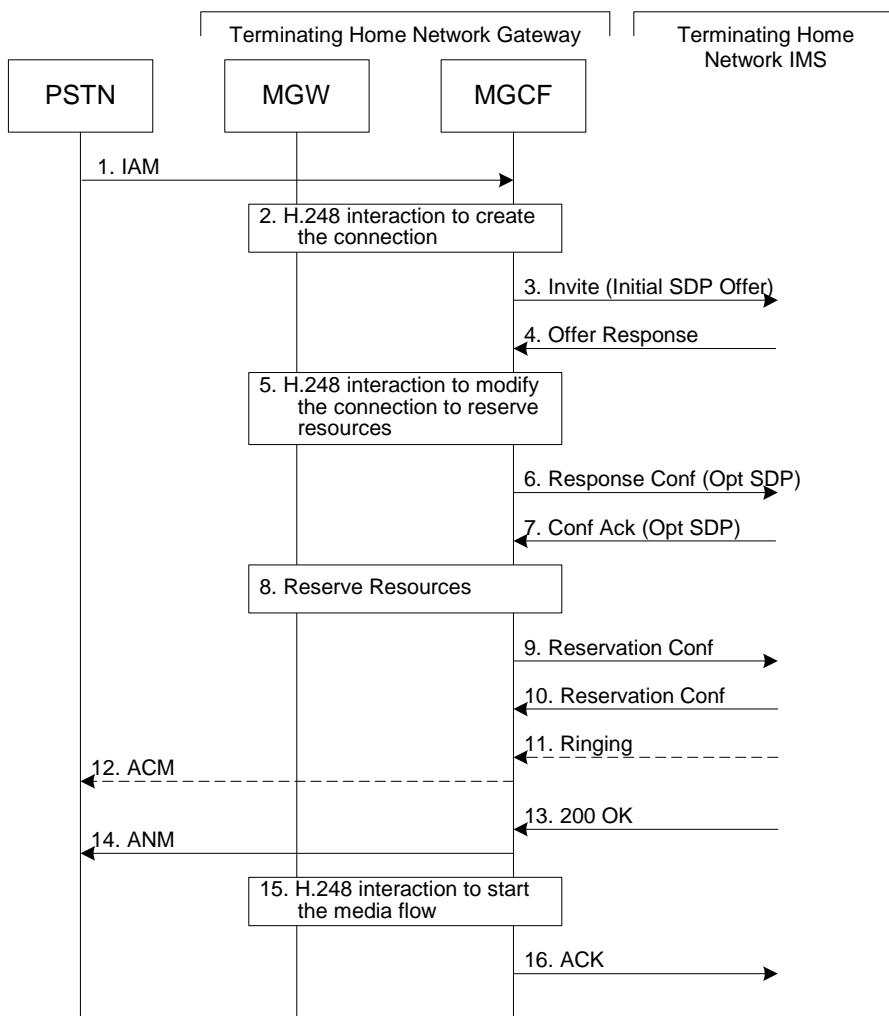 Terminating Home Network Gateway
Terminating Home
Network IMS
PSTN
MGW
MGCF
1. IAM
2. H.248 interaction to create
the connection
3. Invite (Initial SDP Offer)
4. Offer Response
5. H.248 interaction to modify
the connection to reserve
resources
6. Response Conf (Opt SDP)
7. Conf Ack (Opt SDP)
8. Reserve Resources
9. Reservation Conf
10. Reservation Conf
11. Ringing
12. ACM
13. 200 OK
14. ANM
15. H.248 interaction to start
the media flow
16. ACK